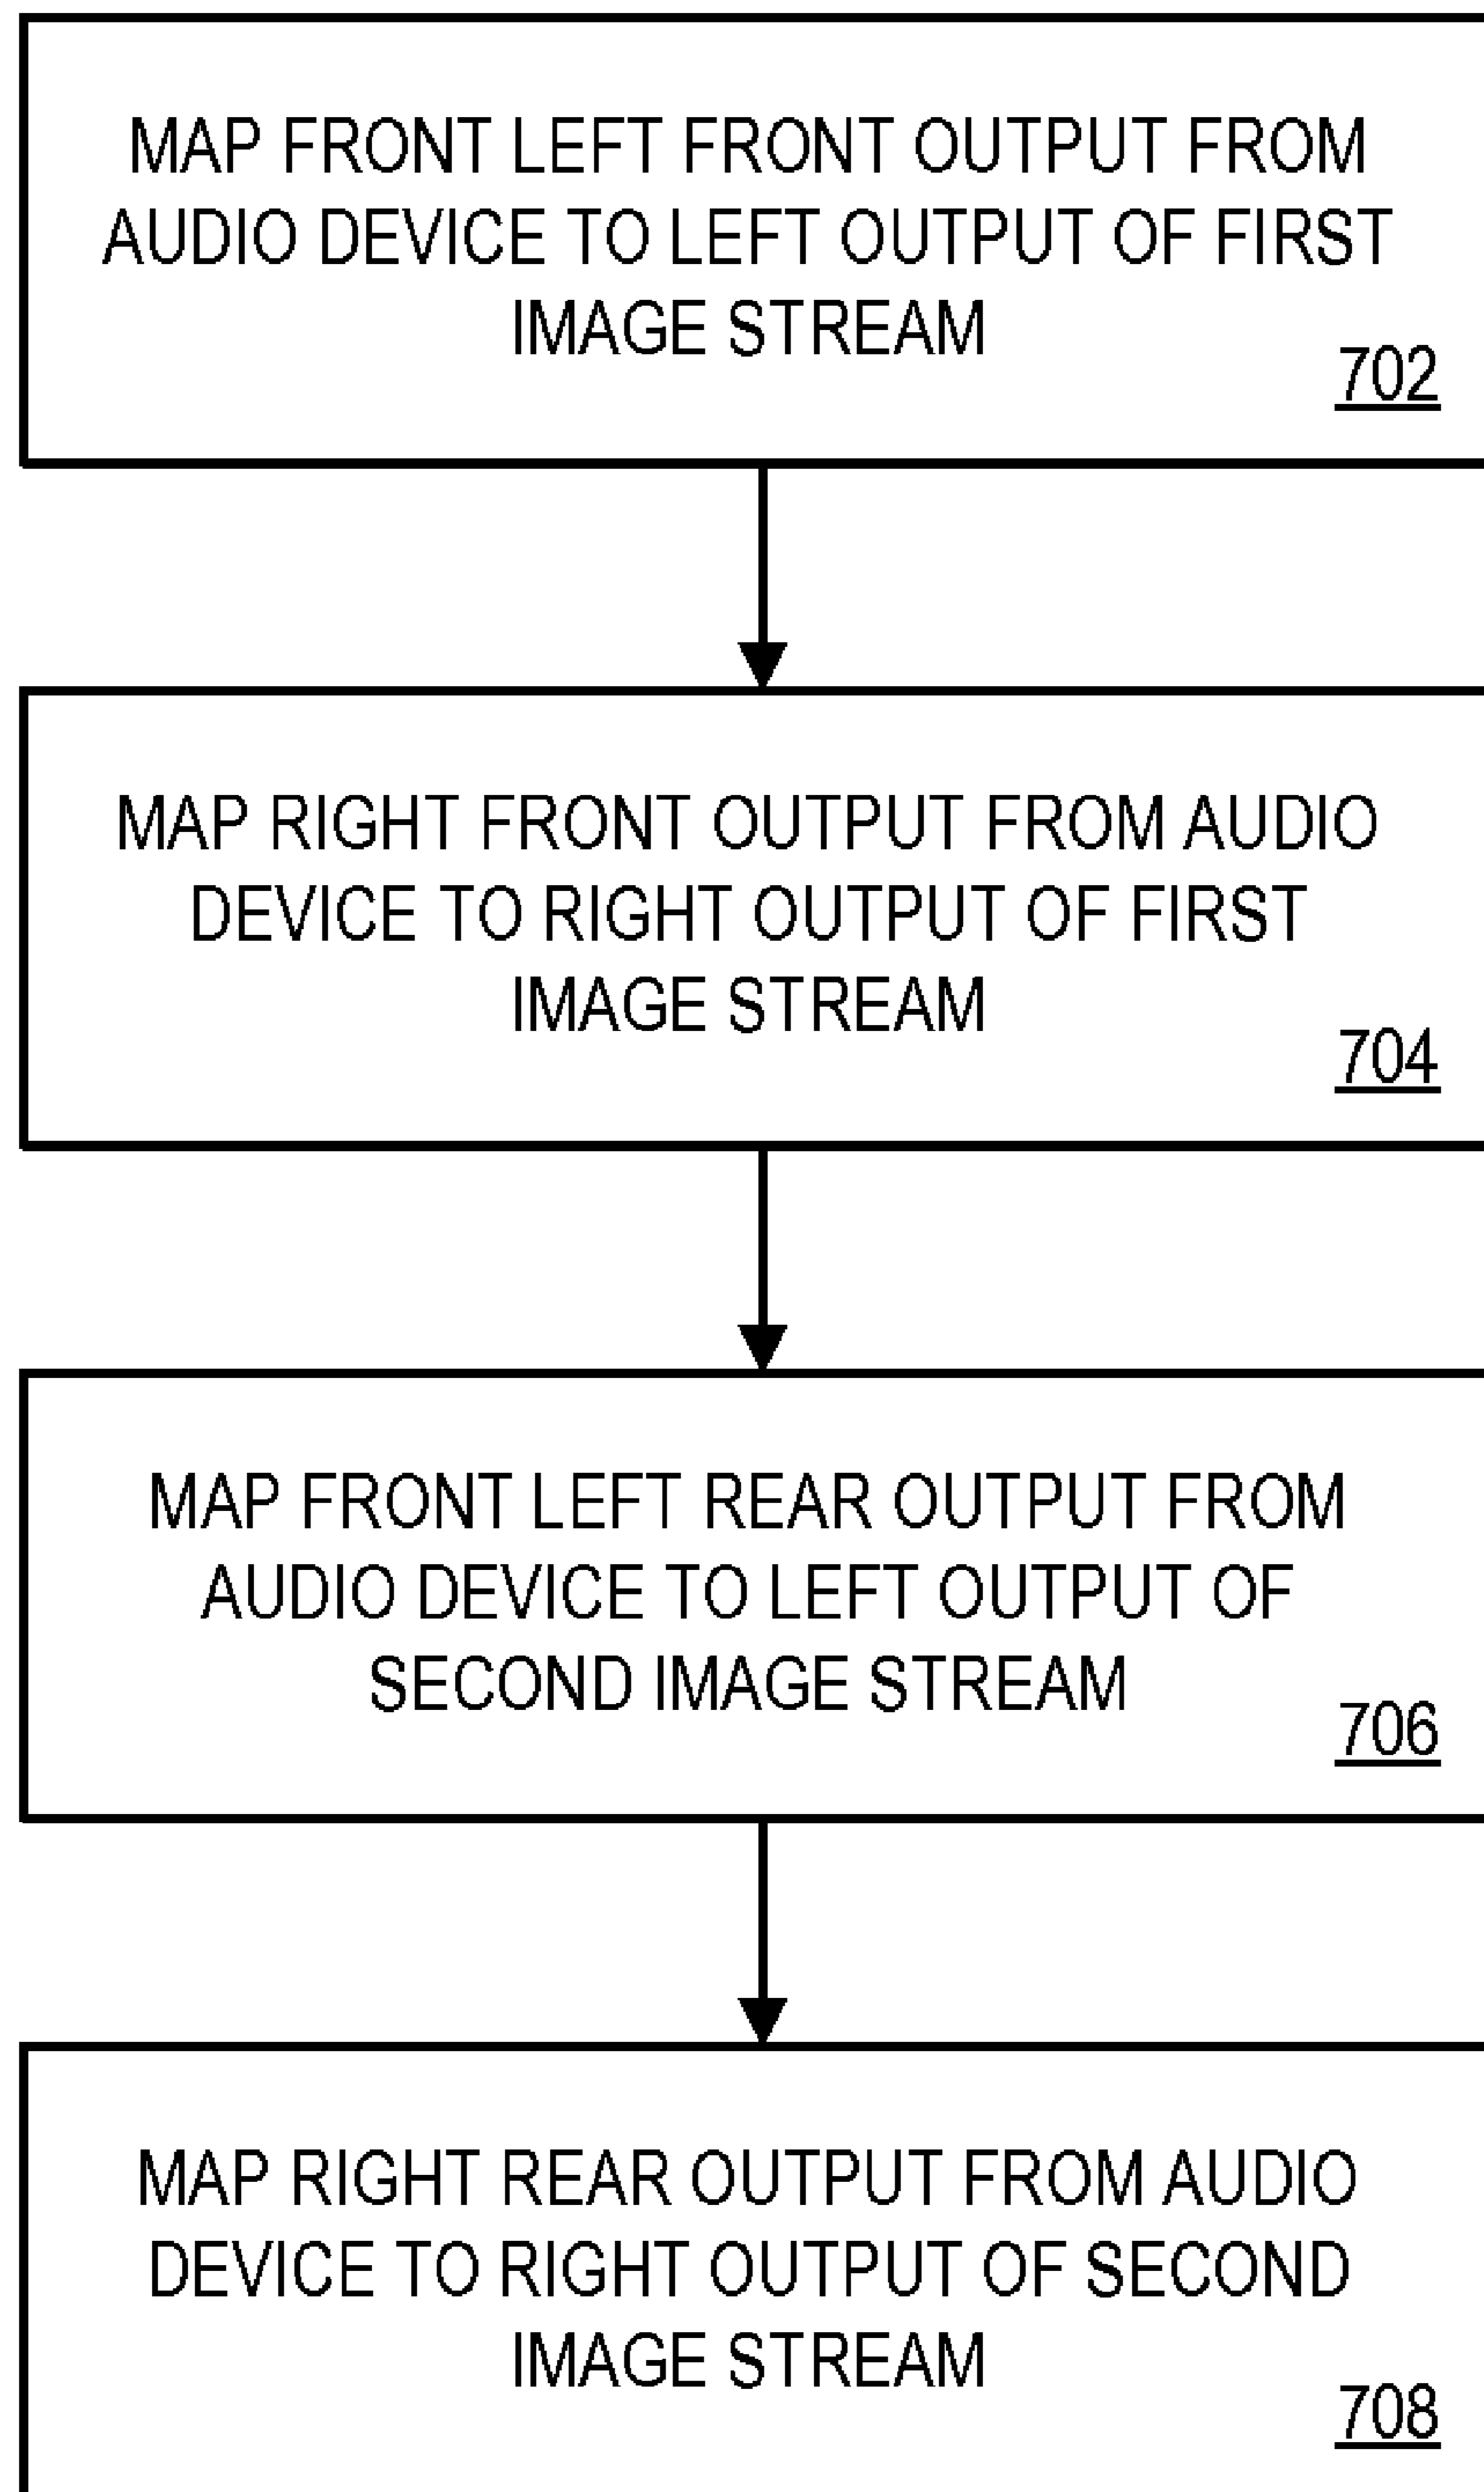 MAP FRONT LEFT FRONT OUTPUT FROM
AUDIO DEVICE TO LEFT OUTPUT OF FIRST
IMAGE STREAM
702
MAP RIGHT FRONT OUTPUT FROM AUDIO
DEVICE TO RIGHT OUTPUT OF FIRST
IMAGE STREAM
704
MAP FRONT LEFT REAR OUTPUT FROM
AUDIO DEVICE TO LEFT OUTPUT OF
SECOND IMAGE STREAM
706
MAP RIGHT REAR OUTPUT FROM AUDIO
DEVICE TO RIGHT OUTPUT OF SECOND
IMAGE STREAM
708